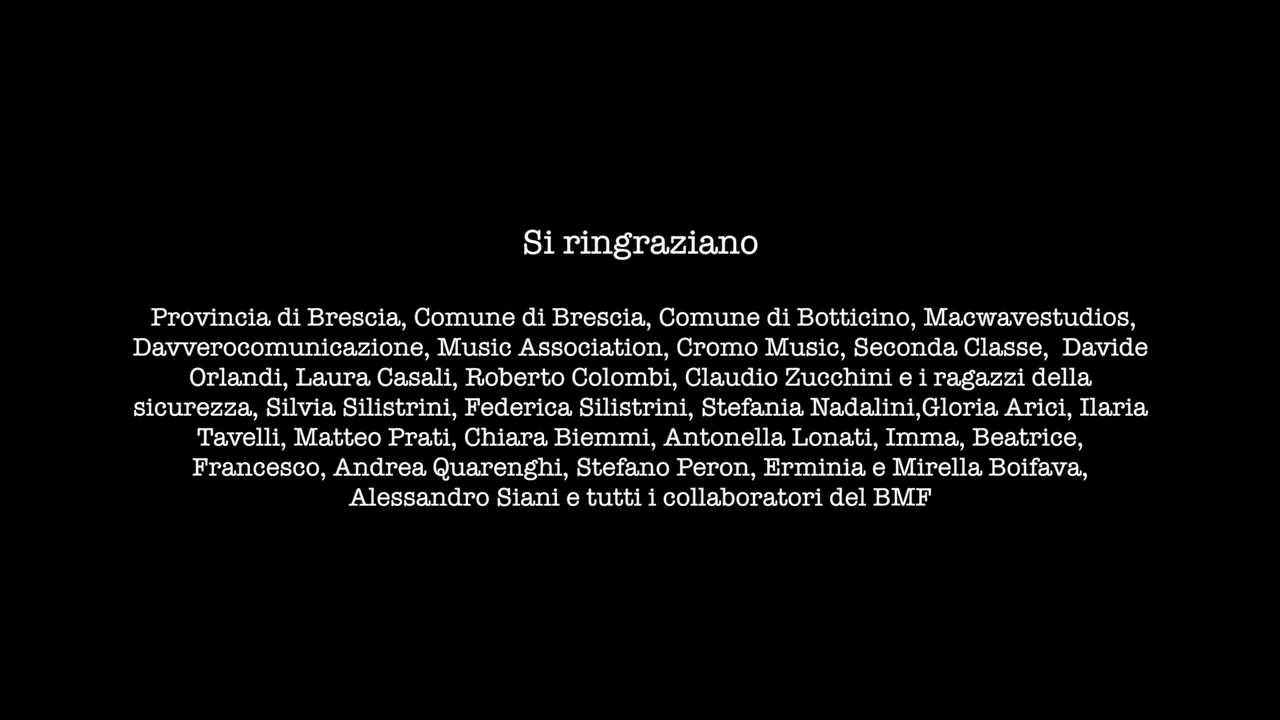 Si ringraziano
Provincia di Brescia, Comune di Brescia, Comune di Botticino, Macwavestudios,
Davverocomunicazione, Music Association, Cromo Music, Seconda Classe,  Davide
Orlandi, Laura Casali, Roberto Colombi, Claudio Zucchini e i ragazzi della
sicurezza, Silvia Silistrini, Federica Silistrini, Stefania Nadalini,Gloria Arici, Ilaria
Tavelli, Matteo Prati, Chiara Biemmi, Antonella Lonati, Imma, Beatrice,
Francesco, Andrea Quarenghi, Stefano Peron, Erminia e Mirella Boifava,
Alessandro Siani e tutti i collaboratori del BMF